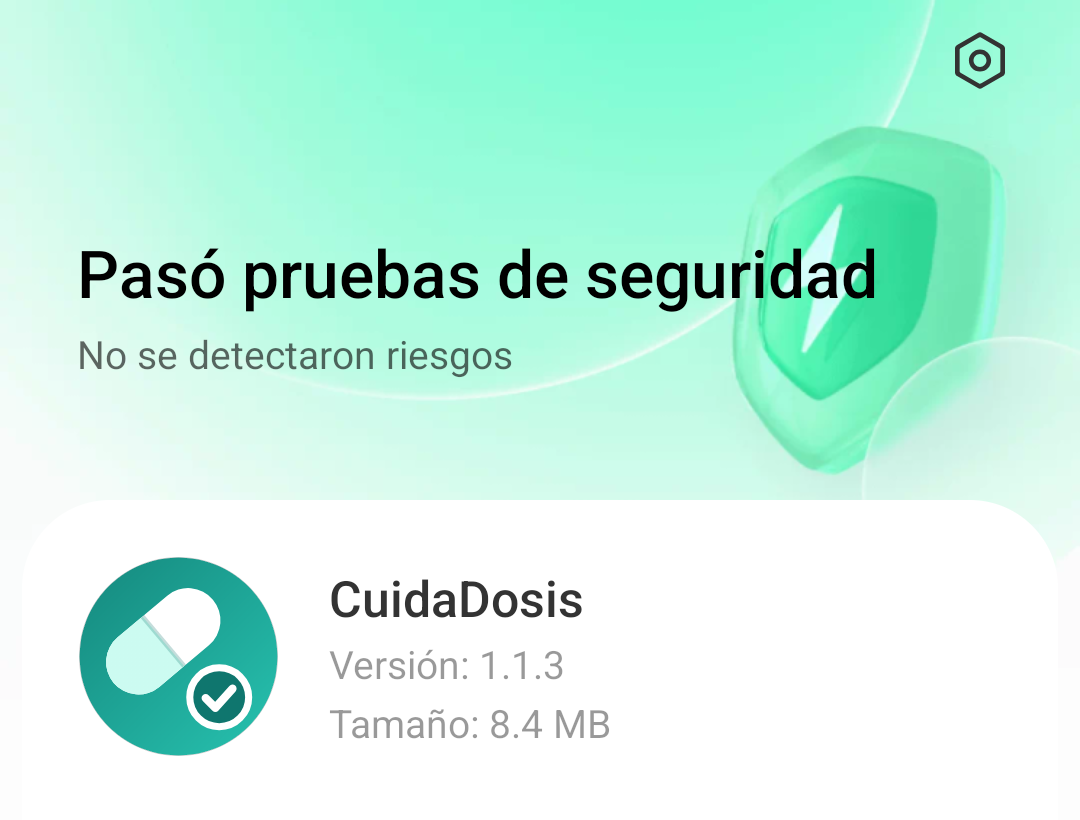 Pasó pruebas de seguridad
No se detectaron riesgos
CuidaDosis
Versión: 1.1.3
Tamaño: 8.4 MB